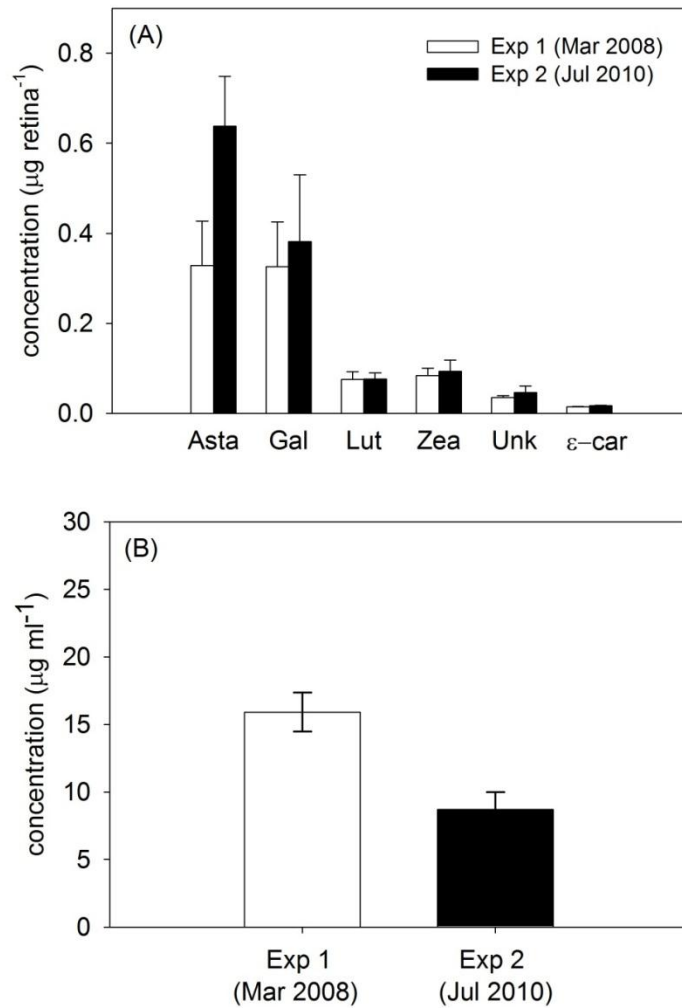 (A)
Exp 1 (Mar 2008)
Exp 2 (Jul 2010)
concentration (μg retina⁻¹)
0.8
0.6
0.4
0.2
0.0
Asta Gal Lut Zea Unk ε−car
(B)
concentration (μg ml⁻¹)
30
25
20
15
10
5
0
Exp 1 Exp 2
(Mar 2008) (Jul 2010)